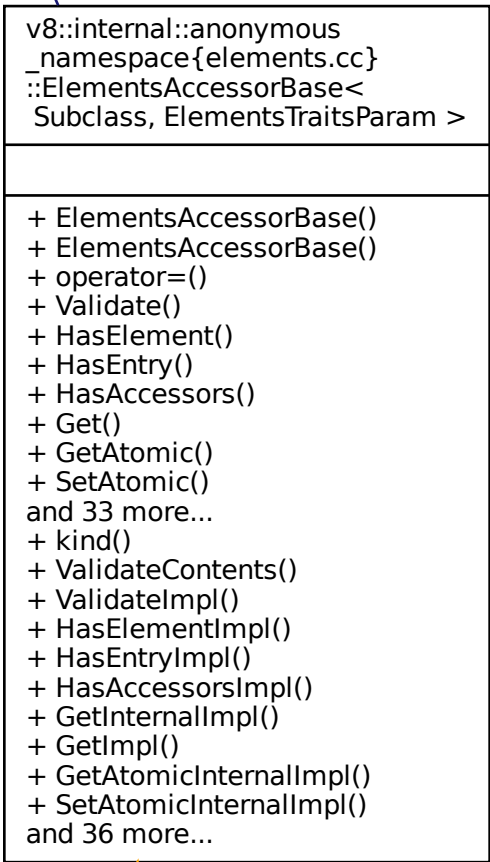 v8::internal::anonymous
_namespace{elements.cc}
::ElementsAccessorBase<
Subclass, ElementsTraitsParam >
+ ElementsAccessorBase()
+ ElementsAccessorBase()
+ operator=()
+ Validate()
+ HasElement()
+ HasEntry()
+ HasAccessors()
+ Get()
+ GetAtomic()
+ SetAtomic()
and 33 more...
+ kind()
+ ValidateContents()
+ ValidateImpl()
+ HasElementImpl()
+ HasEntryImpl()
+ HasAccessorsImpl()
+ GetInternalImpl()
+ GetImpl()
+ GetAtomicInternalImpl()
+ SetAtomicInternalImpl()
and 36 more...